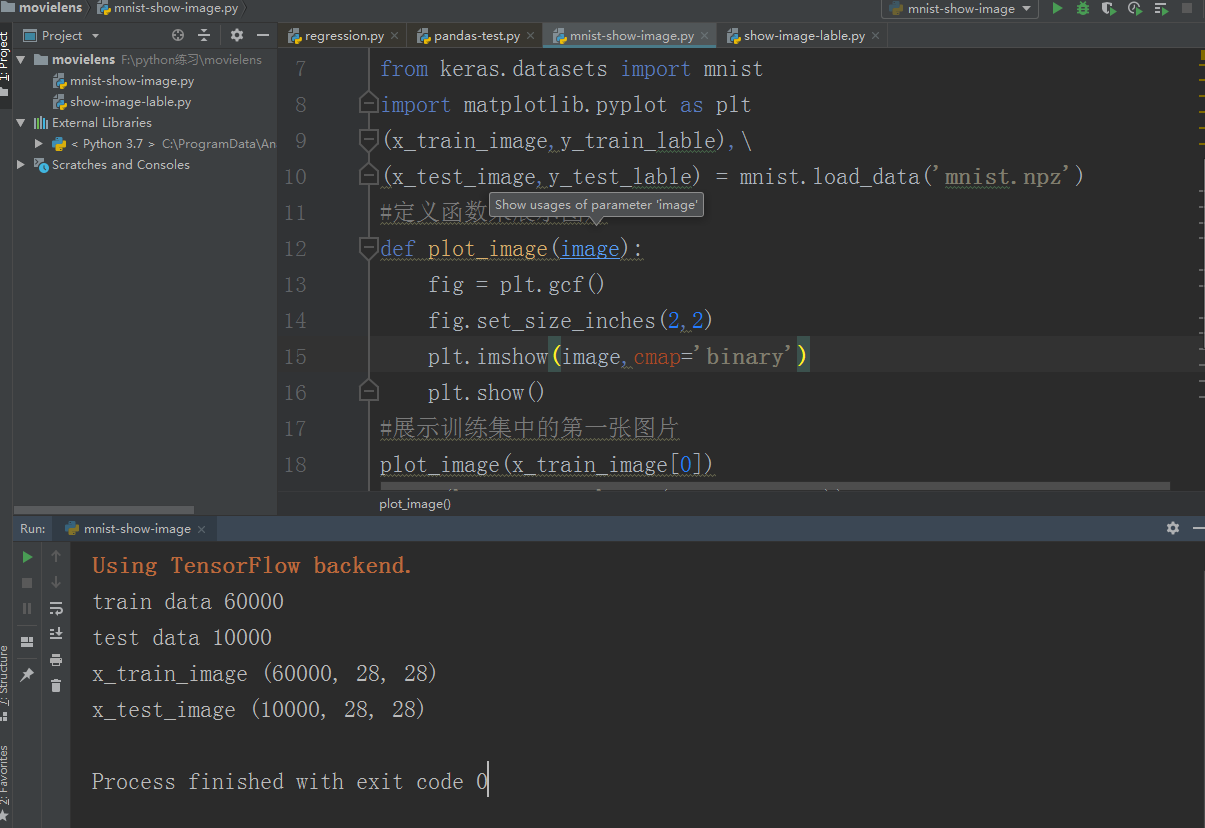 movielens
mnist-show-image.py
mnist-show-image
Project
regression.py
pandas-test.py
mnist-show-image.py
show-image-lable.py
1: Project
movielens F:\python练习\movielens
mnist-show-image.py
show-image-lable.py
External Libraries
< Python 3.7 > C:\ProgramData\An
Scratches and Consoles
7 from keras.datasets import mnist
8 import matplotlib.pyplot as plt
9 (x_train_image,y_train_lable),\
10 (x_test_image,y_test_lable) = mnist.load_data('mnist.npz')
Show usages of parameter 'image'
11 #定义函数
12 def plot_image(image):
13 fig = plt.gcf()
14 fig.set_size_inches(2,2)
15 plt.imshow(image,cmap='binary')
16 plt.show()
17 #展示训练集中的第一张图片
18 plot_image(x_train_image[0])
plot_image()
Run: mnist-show-image
Using TensorFlow backend.
train data 60000
test data 10000
x_train_image (60000, 28, 28)
x_test_image (10000, 28, 28)
Process finished with exit code 0
7: Structure
2: Favorites